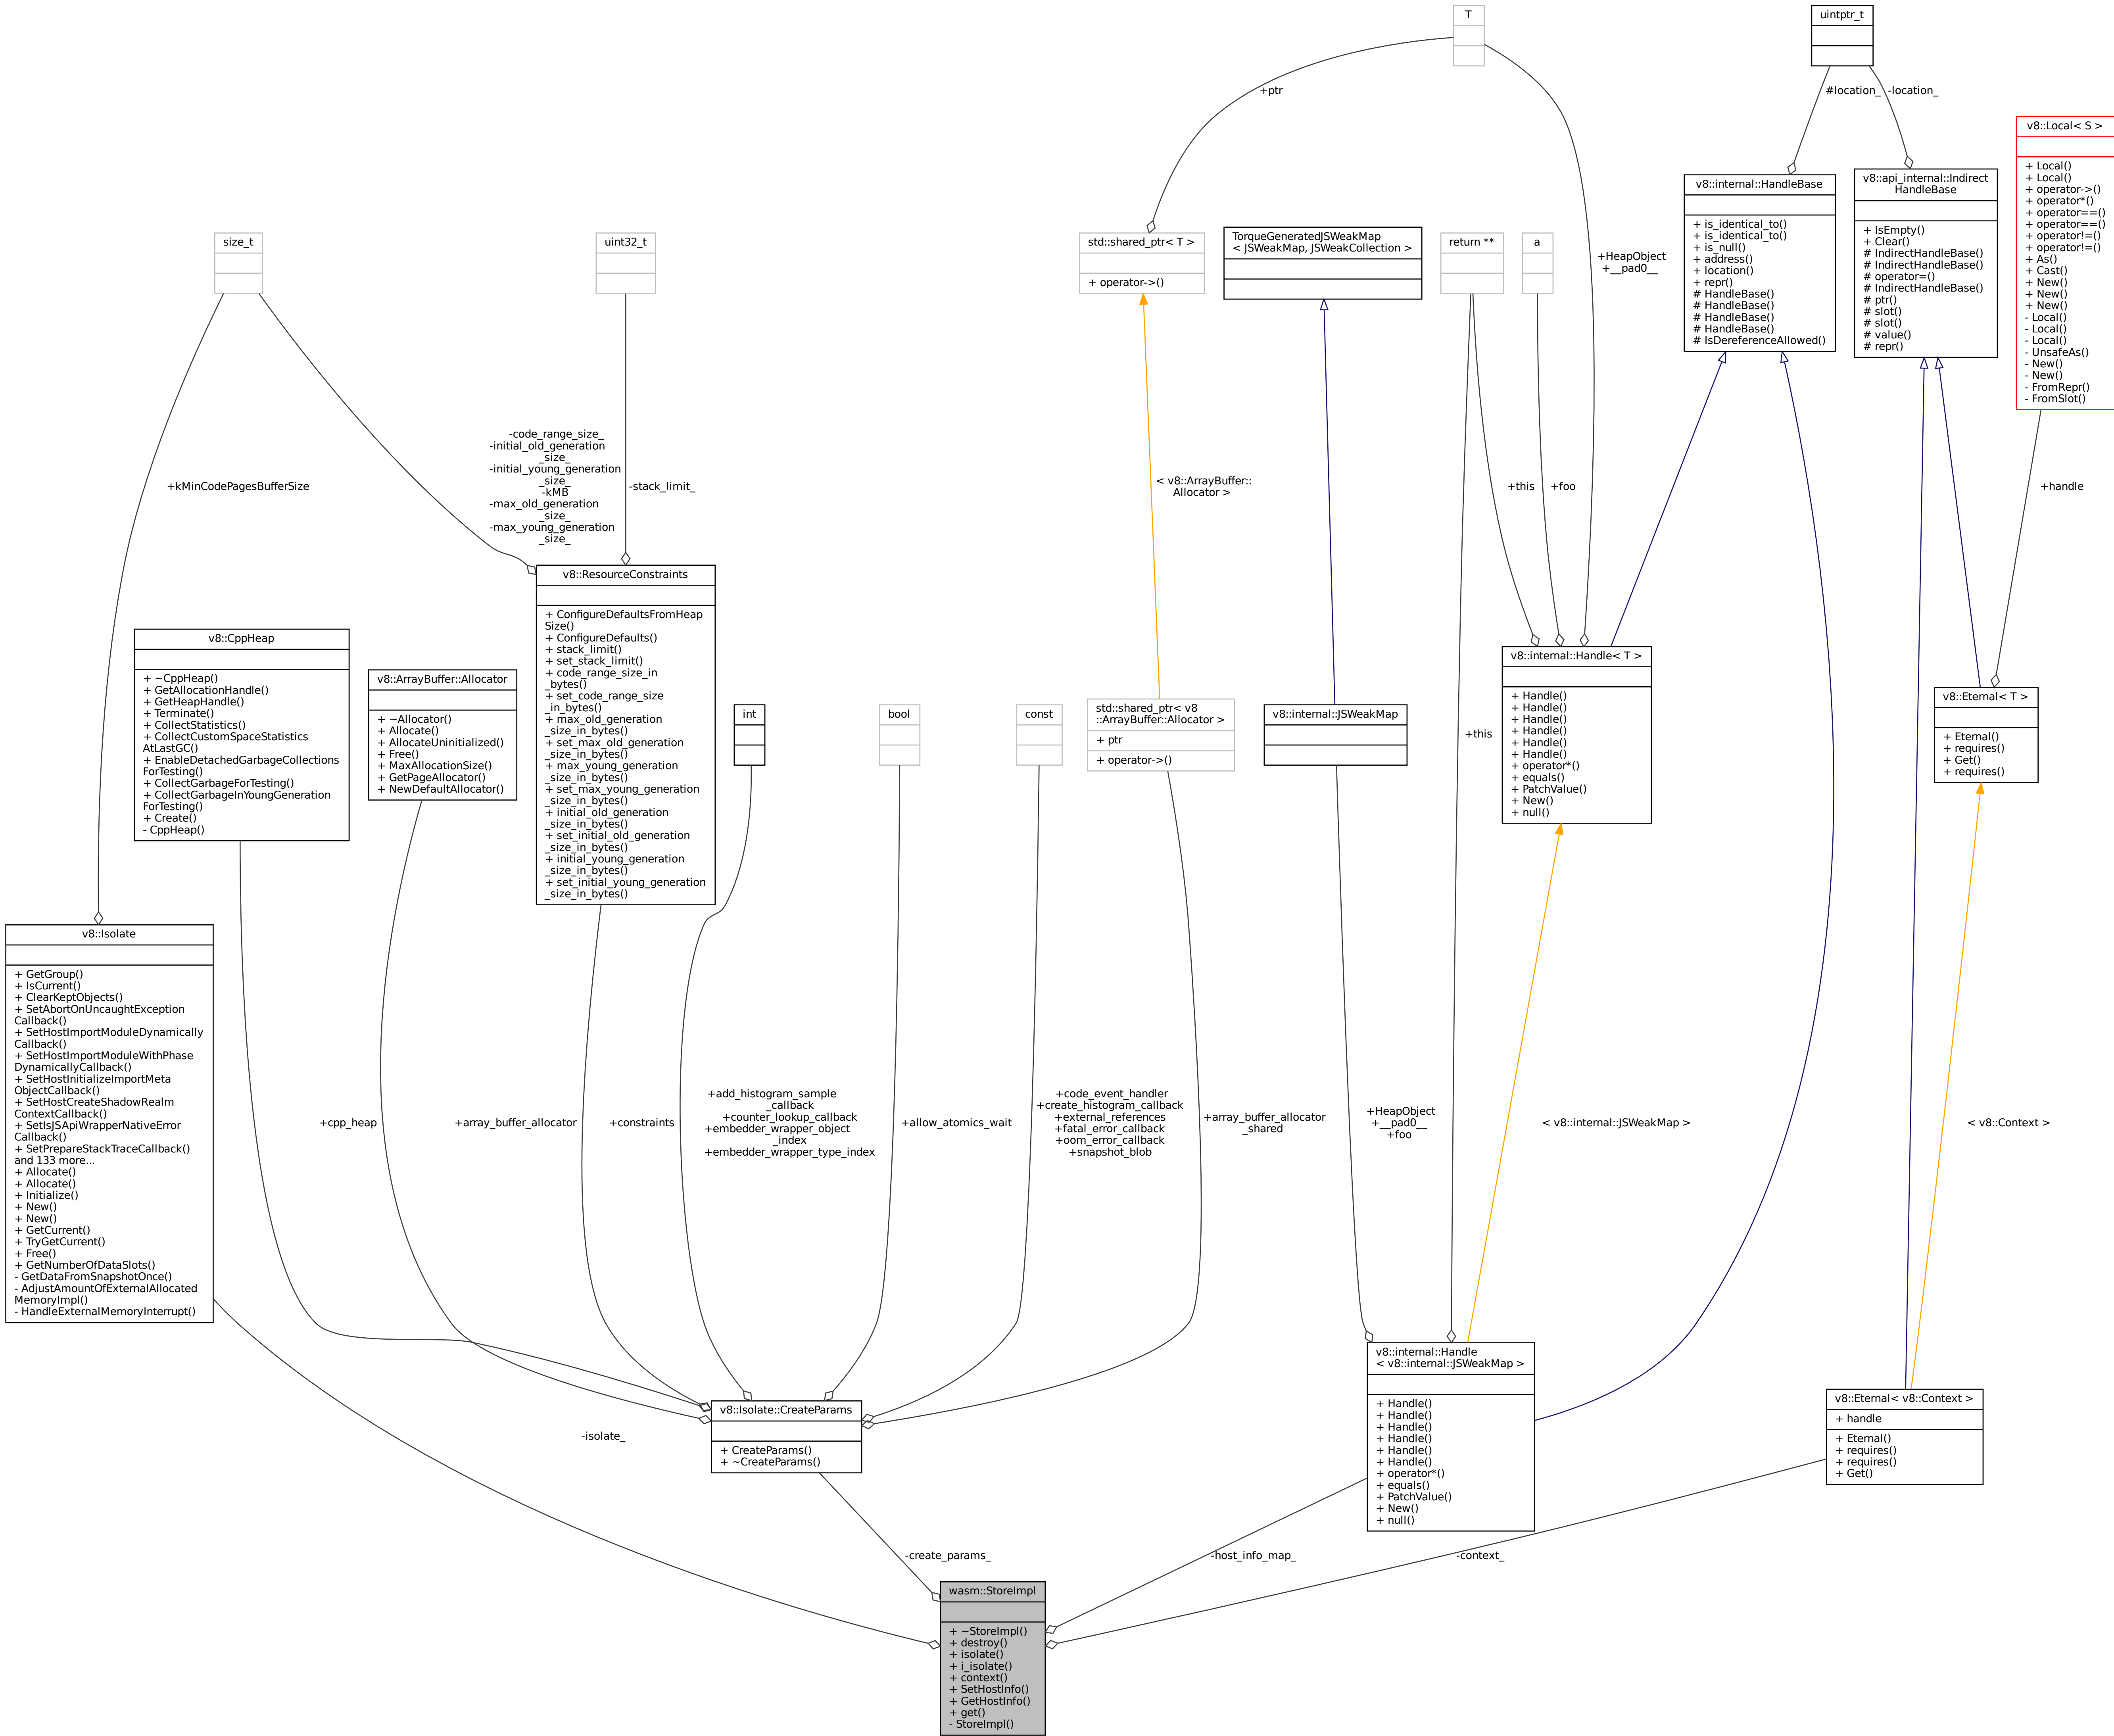 T
uintptr_t
+ptr
#location_
-location_
v8::Local< S >
+ Local()
+ Local()
+ operator->()
+ operator*()
+ operator==()
+ operator==()
+ operator!=()
+ operator!=()
+ As()
+ Cast()
+ New()
+ New()
+ New()
- Local()
- Local()
- Local()
- UnsafeAs()
- New()
- New()
- FromRepr()
- FromSlot()
v8::internal::HandleBase
+ is_identical_to()
+ is_identical_to()
+ is_null()
+ address()
+ location()
+ repr()
# HandleBase()
# HandleBase()
# HandleBase()
# HandleBase()
# IsDereferenceAllowed()
v8::api_internal::Indirect
HandleBase
+ IsEmpty()
+ Clear()
# IndirectHandleBase()
# IndirectHandleBase()
# operator=()
# IndirectHandleBase()
# ptr()
# slot()
# slot()
# value()
# repr()
size_t
uint32_t
std::shared_ptr< T >
+ operator->()
TorqueGeneratedJSWeakMap
< JSWeakMap, JSWeakCollection >
return **
a
+HeapObject
+__pad0__
+kMinCodePagesBufferSize
-code_range_size_
-initial_old_generation
_size_
-initial_young_generation
_size_
-kMB
-max_old_generation
_size_
-max_young_generation
_size_
-stack_limit_
< v8::ArrayBuffer::
Allocator >
+this
+foo
+handle
v8::ResourceConstraints
+ ConfigureDefaultsFromHeap
Size()
+ ConfigureDefaults()
+ stack_limit()
+ set_stack_limit()
+ code_range_size_in
_bytes()
+ set_code_range_size
_in_bytes()
+ max_old_generation
_size_in_bytes()
+ set_max_old_generation
_size_in_bytes()
+ max_young_generation
_size_in_bytes()
+ set_max_young_generation
_size_in_bytes()
+ initial_old_generation
_size_in_bytes()
+ set_initial_old_generation
_size_in_bytes()
+ initial_young_generation
_size_in_bytes()
+ set_initial_young_generation
_size_in_bytes()
v8::CppHeap
+ ~CppHeap()
+ GetAllocationHandle()
+ GetHeapHandle()
+ Terminate()
+ CollectStatistics()
+ CollectCustomSpaceStatistics
AtLastGC()
+ EnableDetachedGarbageCollections
ForTesting()
+ CollectGarbageForTesting()
+ CollectGarbageInYoungGeneration
ForTesting()
+ Create()
- CppHeap()
v8::ArrayBuffer::Allocator
+ ~Allocator()
+ Allocate()
+ AllocateUninitialized()
+ Free()
+ MaxAllocationSize()
+ GetPageAllocator()
+ NewDefaultAllocator()
int
bool
const
std::shared_ptr< v8
::ArrayBuffer::Allocator >
+ ptr
+ operator->()
v8::internal::JSWeakMap
+this
v8::internal::Handle< T >
+ Handle()
+ Handle()
+ Handle()
+ Handle()
+ Handle()
+ Handle()
+ operator*()
+ equals()
+ PatchValue()
+ New()
+ null()
v8::Eternal< T >
+ Eternal()
+ requires()
+ Get()
+ requires()
v8::Isolate
+ GetGroup()
+ IsCurrent()
+ ClearKeptObjects()
+ SetAbortOnUncaughtException
Callback()
+ SetHostImportModuleDynamically
Callback()
+ SetHostImportModuleWithPhase
DynamicallyCallback()
+ SetHostInitializeImportMeta
ObjectCallback()
+ SetHostCreateShadowRealm
ContextCallback()
+ SetIsJSApiWrapperNativeError
Callback()
+ SetPrepareStackTraceCallback()
and 133 more...
+ Allocate()
+ Allocate()
+ Initialize()
+ New()
+ New()
+ GetCurrent()
+ TryGetCurrent()
+ Free()
+ GetNumberOfDataSlots()
- GetDataFromSnapshotOnce()
- AdjustAmountOfExternalAllocated
MemoryImpl()
- HandleExternalMemoryInterrupt()
+cpp_heap
+array_buffer_allocator
+constraints
+add_histogram_sample
_callback
+counter_lookup_callback
+embedder_wrapper_object
_index
+embedder_wrapper_type_index
+allow_atomics_wait
+code_event_handler
+create_histogram_callback
+external_references
+fatal_error_callback
+oom_error_callback
+snapshot_blob
+array_buffer_allocator
_shared
+HeapObject
+__pad0__
+foo
< v8::internal::JSWeakMap >
< v8::Context >
-isolate_
v8::Isolate::CreateParams
+ CreateParams()
+ ~CreateParams()
v8::internal::Handle
< v8::internal::JSWeakMap >
+ Handle()
+ Handle()
+ Handle()
+ Handle()
+ Handle()
+ Handle()
+ operator*()
+ equals()
+ PatchValue()
+ New()
+ null()
v8::Eternal< v8::Context >
+ handle
+ Eternal()
+ requires()
+ requires()
+ Get()
-create_params_
-host_info_map_
-context_
wasm::StoreImpl
+ ~StoreImpl()
+ destroy()
+ isolate()
+ i_isolate()
+ context()
+ SetHostInfo()
+ GetHostInfo()
+ get()
- StoreImpl()